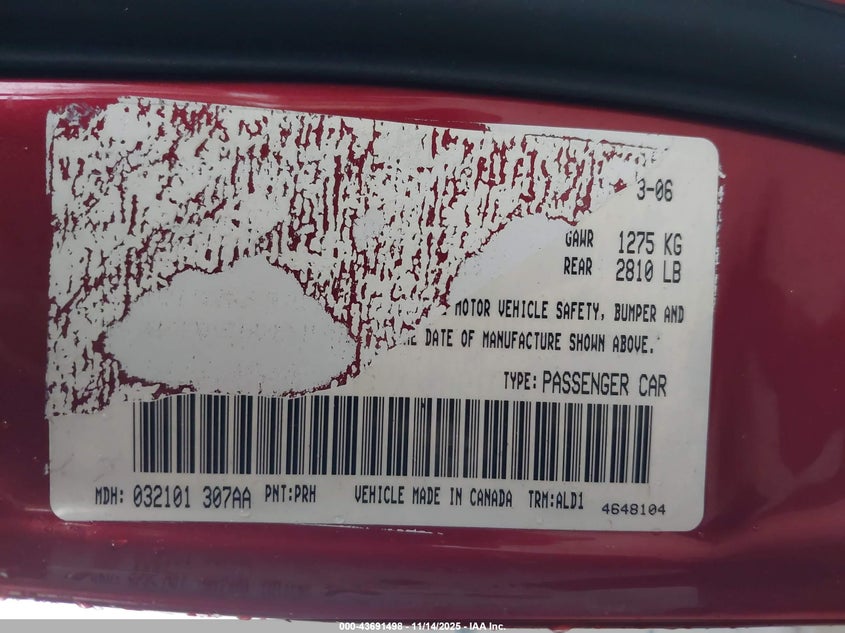 3-06
GAWR 1275 KG
REAR 2810 LB
MOTOR VEHICLE SAFETY, BUMPER AND
DATE OF MANUFACTURE SHOWN ABOVE.
TYPE: PASSENGER CAR
MDH: 032101 307AA PNT:PRH VEHICLE MADE IN CANADA TRM:ALD1 4648104
000-43691498 - 11/14/2025 - IAA Inc.